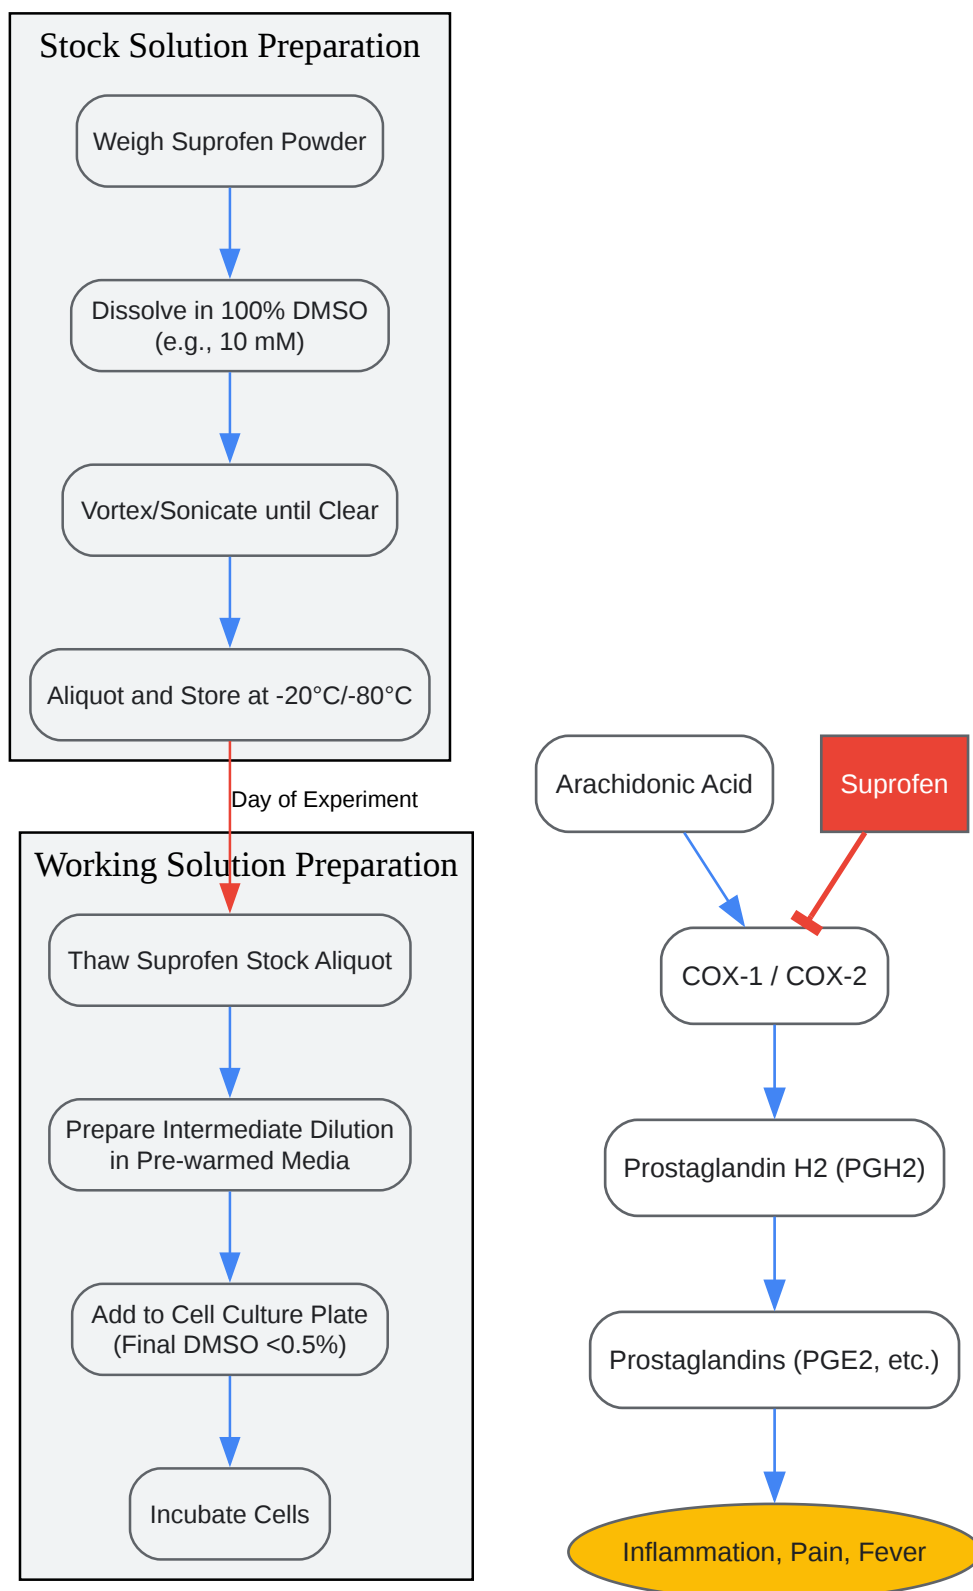 Stock Solution Preparation
Weigh Suprofen Powder
Dissolve in 100% DMSO
(e.g., 10 mM)
Vortex/Sonicate until Clear
Aliquot and Store at -20°C/-80°C
Day of Experiment
Working Solution Preparation
Thaw Suprofen Stock Aliquot
Prepare Intermediate Dilution
in Pre-warmed Media
Add to Cell Culture Plate
(Final DMSO <0.5%)
Incubate Cells
Arachidonic Acid
Suprofen
COX-1 / COX-2
Prostaglandin H2 (PGH2)
Prostaglandins (PGE2, etc.)
Inflammation, Pain, Fever